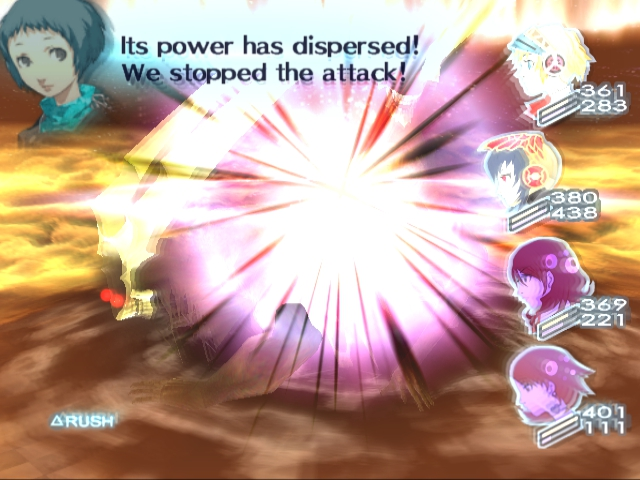 Its power has dispersed!
We stopped the attack!
361
283
380
438
369
221
401
111
△RUSH